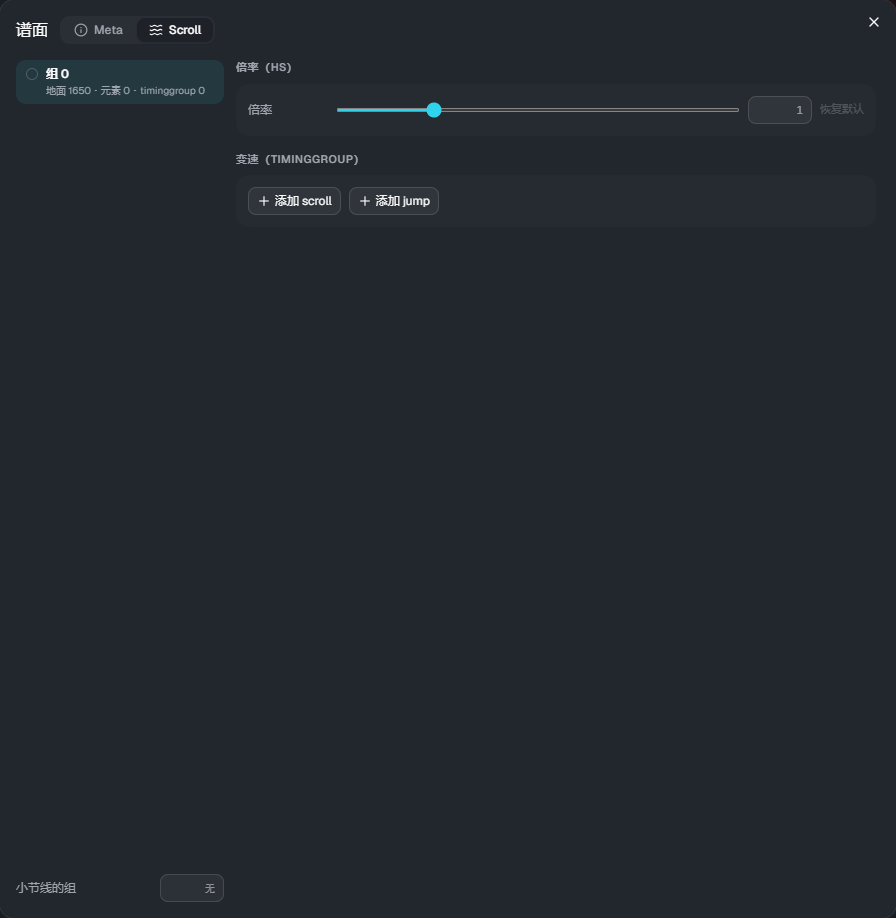 谱面 Meta Scroll
组 0
地面 1650 · 元素 0 · timinggroup 0
倍率（HS）
倍率 1 恢复默认
变速（TIMINGGROUP）
添加 scroll 添加 jump
小节线的组 无